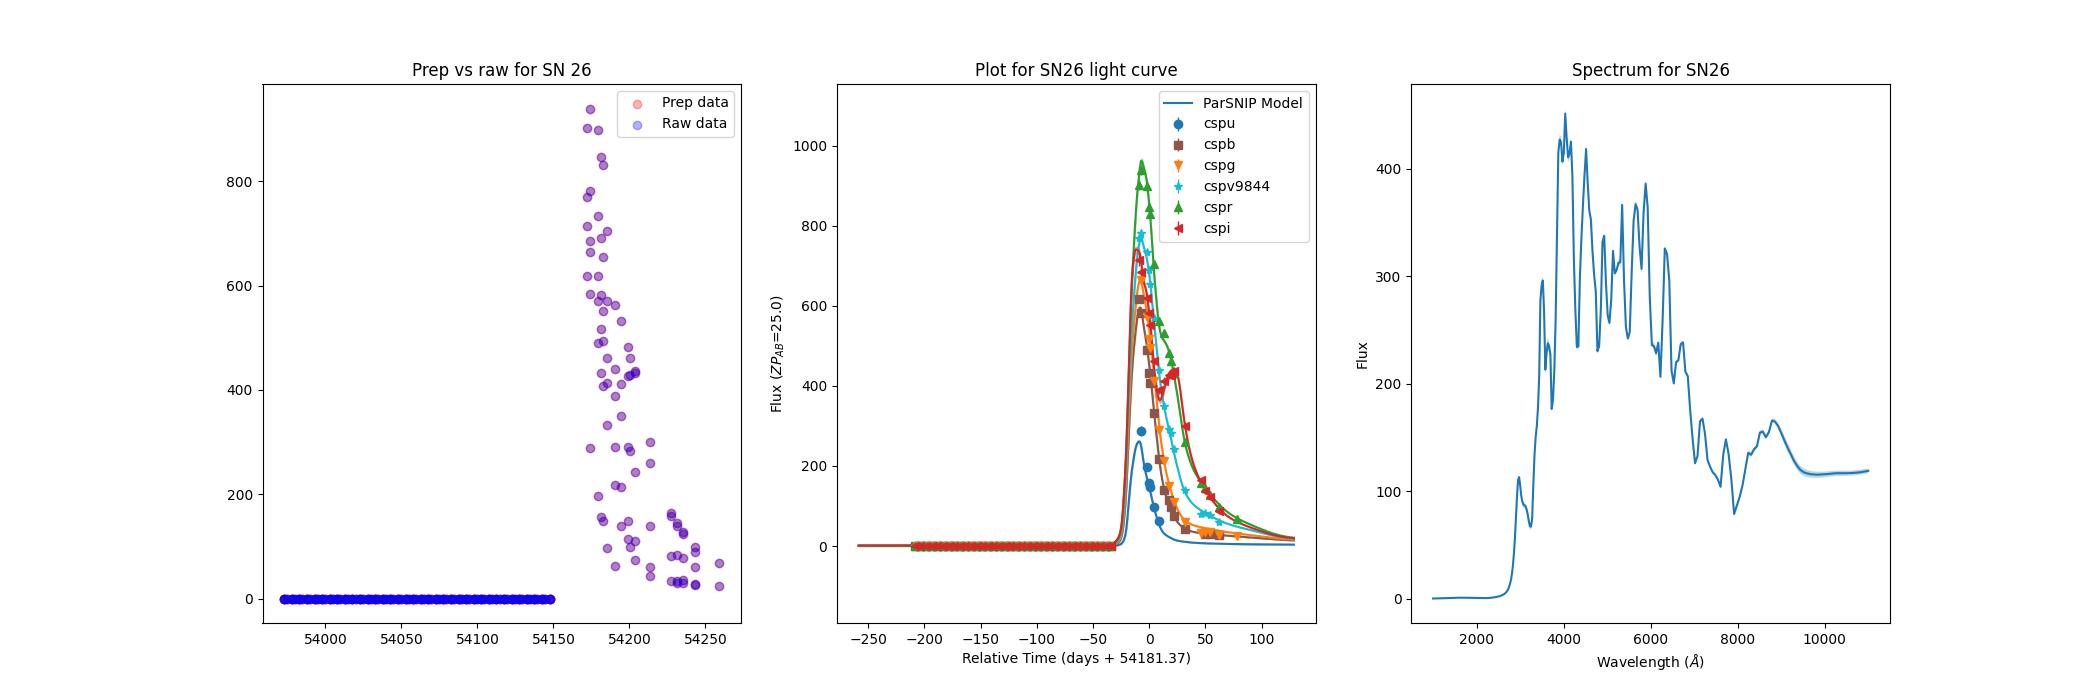 Prep vs raw for SN 26
Prep data
Raw data
800
600
400
200
0
54000 54050 54100 54150 54200 54250
Plot for SN26 light curve
ParSNIP Model
cspu
cspb
cspg
cspv9844
cspr
cspi
Flux (ZP_AB=25.0)
1000
800
600
400
200
0
−250 −200 −150 −100 −50 0 50 100
Relative Time (days + 54181.37)
Spectrum for SN26
Flux
400
300
200
100
0
2000 4000 6000 8000 10000
Wavelength (Å)